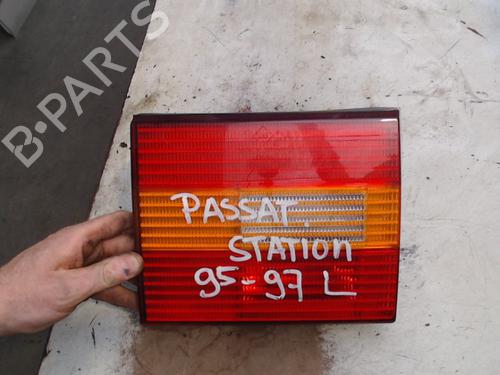 B-PARTS
PASSAT.
STATION
95-97 L